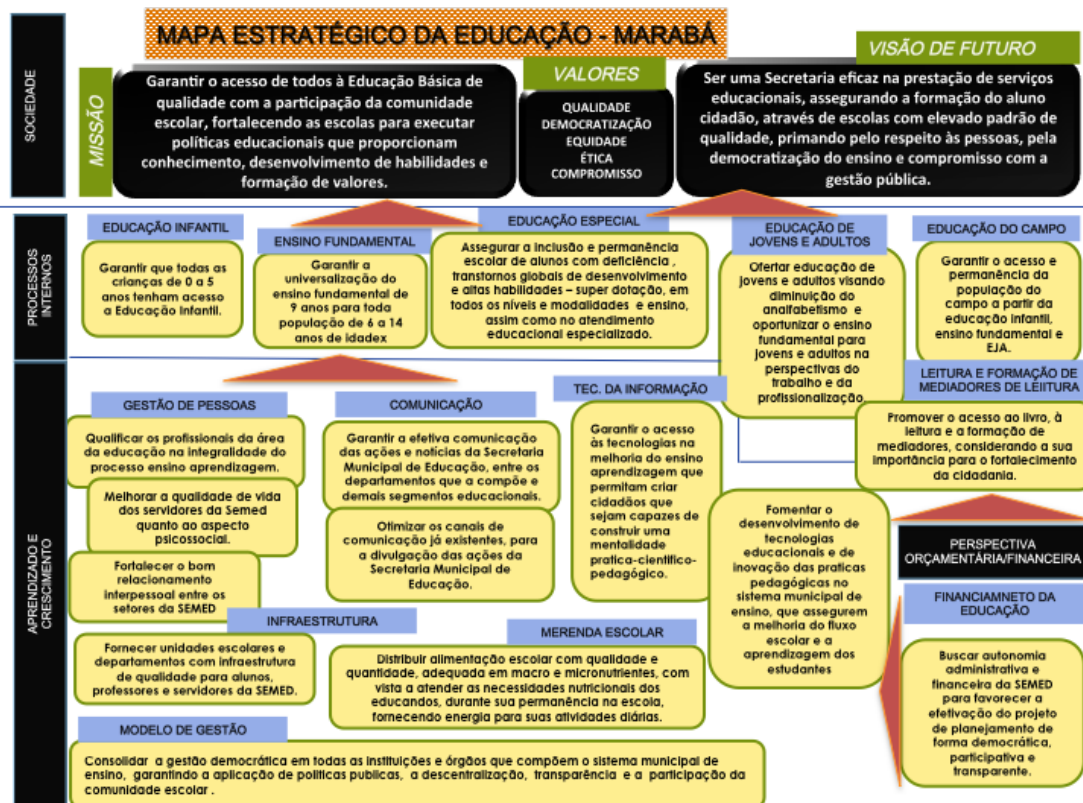 MAPA ESTRATÉGICO DA EDUCAÇÃO - MARABÁ
SOCIEDADE
MISSÃO
Garantir o acesso de todos à Educação Básica de
qualidade com a participação da comunidade
escolar, fortalecendo as escolas para executar
políticas educacionais que proporcionam
conhecimento, desenvolvimento de habilidades e
formação de valores.
VALORES
QUALIDADE
DEMOCRATIZAÇÃO
EQUIDADE
ÉTICA
COMPROMISSO
VISÃO DE FUTURO
Ser uma Secretaria eficaz na prestação de serviços
educacionais, assegurando a formação do aluno
cidadão, através de escolas com elevado padrão
de qualidade, primando pelo respeito às pessoas, pela
democratização do ensino e compromisso com a
gestão pública.
PROCESSOS
INTERNOS
EDUCAÇÃO INFANTIL
Garantir que todas as
crianças de 0 a 5
anos tenham acesso
a Educação Infantil.
ENSINO FUNDAMENTAL
Garantir a
universalização do
ensino fundamental de
9 anos para toda
população de 6 a 14
anos de idadex
EDUCAÇÃO ESPECIAL
Assegurar a inclusão e permanência
escolar de alunos com deficiência ,
transtornos globais de desenvolvimento
e altas habilidades – super dotação, em
todos os níveis e modalidades e ensino,
assim como no atendimento
educacional especializado.
EDUCAÇÃO DE
JOVENS E ADULTOS
Ofertar educação de
jovens e adultos visando
diminuição do
analfabetismo e
oportunizar o ensino
fundamental para
jovens e adultos na
perspectivas do
trabalho e da
profissionalização.
EDUCAÇÃO DO CAMPO
Garantir o acesso e
permanência da
população do
campo a partir da
educação infantil,
ensino fundamental e
EJA.
APRENDIZADO E
CRESCIMENTO
GESTÃO DE PESSOAS
Qualificar os profissionais da área
da educação na integralidade do
processo ensino aprendizagem.
Melhorar a qualidade de vida
dos servidores da Semed
quanto ao aspecto
psicossocial.
Fortalecer o bom
relacionamento
interpessoal entre os
setores da SEMED
COMUNICAÇÃO
Garantir a efetiva comunicação
das ações e notícias da Secretaria
Municipal de Educação, entre os
departamentos que a compõe e
demais segmentos educacionais.
Otimizar os canais de
comunicação já existentes, para
a divulgação das ações da
Secretaria Municipal de
Educação.
TEC. DA INFORMAÇÃO
Garantir o acesso
às tecnologias na
melhoria do ensino
aprendizagem que
permitam criar
cidadãos que
sejam capazes de
construir uma
mentalidade
pratica-cientifico-
pedagógico.
Fomentar o
desenvolvimento de
tecnologias
educacionais e de
inovação das praticas
pedagógicas no
sistema municipal de
ensino, que assegurem
a melhoria do fluxo
escolar e a
aprendizagem dos
estudantes
LEITURA E FORMAÇÃO DE
MEDIADORES DE LEIITURA
Promover o acesso ao livro, à
leitura e a formação de
mediadores, considerando a sua
importância para o fortalecimento
da cidadania.
PERSPECTIVA
ORÇAMENTÁRIA/FINANCEIRA
FINANCIAMNETO DA
EDUCAÇÃO
Buscar autonomia
administrativa e
financeira da SEMED
para favorecer a
efetivação do projeto
de planejamento de
forma democrática,
participativa e
transparente.
INFRAESTRUTURA
Fornecer unidades escolares e
departamentos com infraestrutura
de qualidade para alunos,
professores e servidores da SEMED.
MERENDA ESCOLAR
Distribuir alimentação escolar com qualidade e
quantidade, adequada em macro e micronutrientes, com
vista a atender as necessidades nutricionais dos
educandos, durante sua permanência na escola,
fornecendo energia para suas atividades diárias.
MODELO DE GESTÃO
Consolidar a gestão democrática em todas as instituições e órgãos que compõem o sistema municipal de
ensino, garantindo a aplicação de políticas publicas, a descentralização, transparência e a participação da
comunidade escolar .